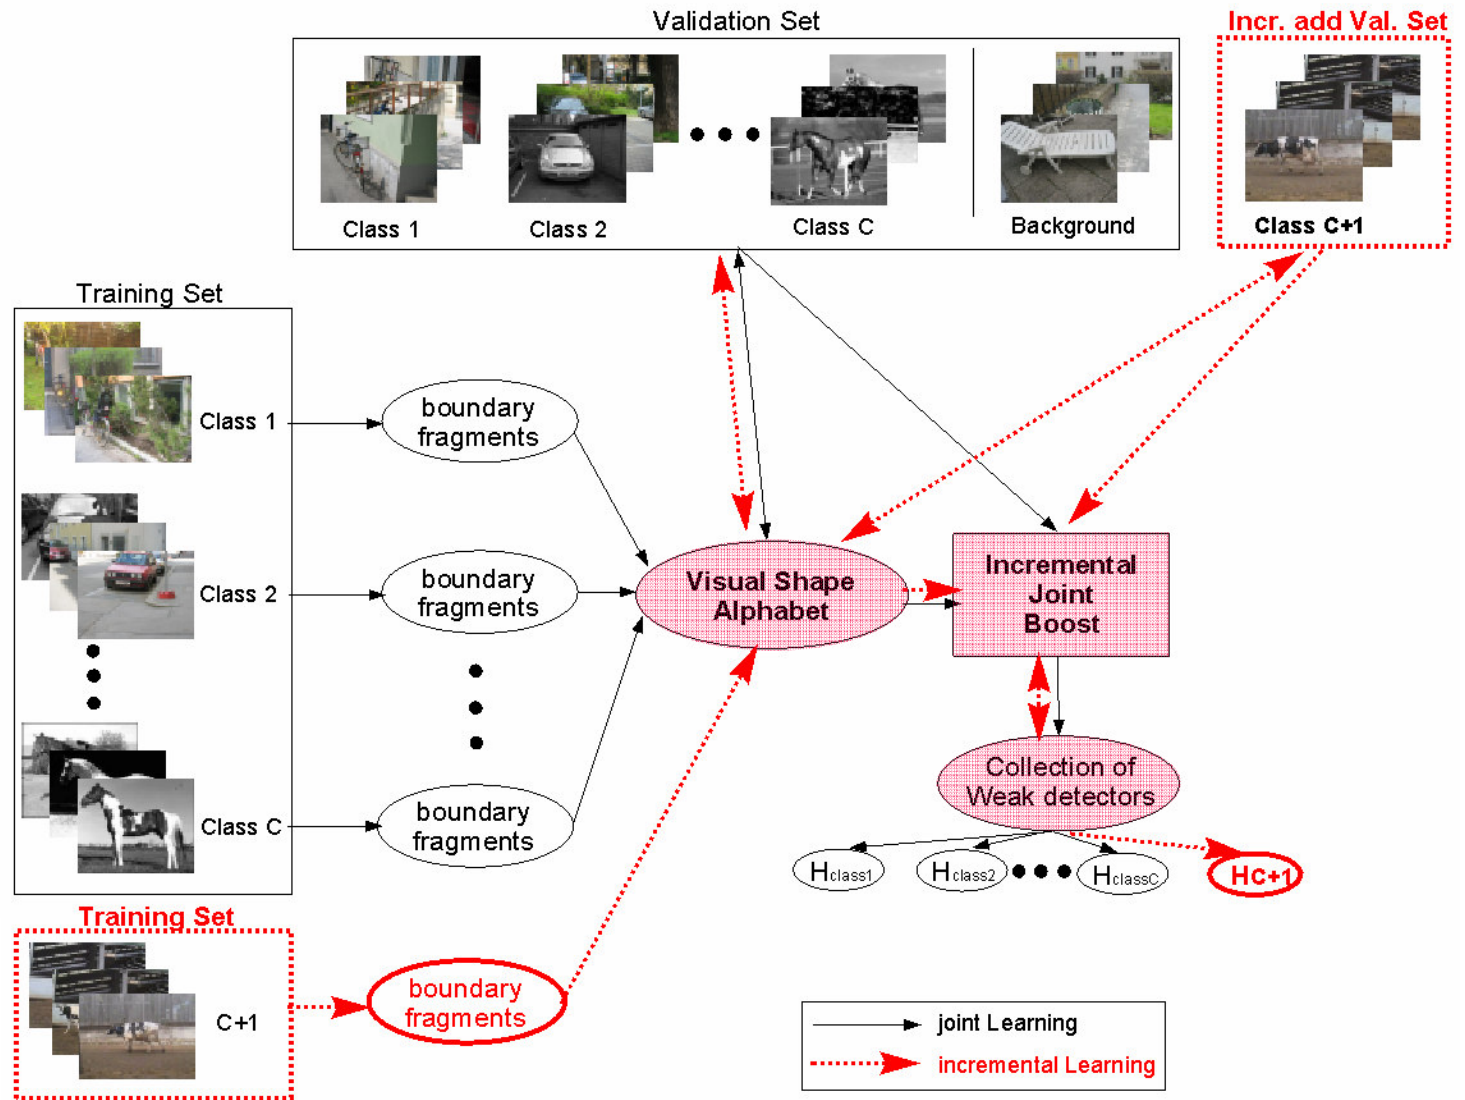 Validation Set
Incr. add Val. Set
Class 1
Class 2
Class C
Background
Class C+1
Training Set
Class 1
boundary
fragments
Class 2
boundary
fragments
Visual Shape
Alphabet
Incremental
Joint
Boost
Class C
boundary
fragments
Collection of
Weak detectors
Hclass1
Hclass2
HclassC
HC+1
Training Set
C+1
boundary
fragments
joint Learning
incremental Learning